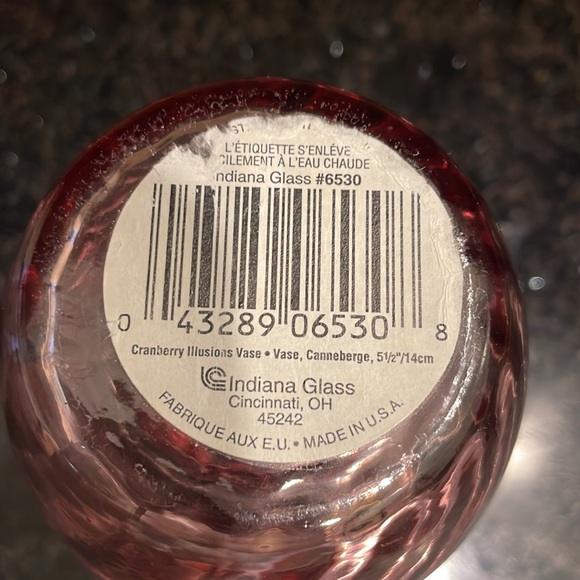 L'ÉTIQUETTE S'ENLÈVE
CILEMENT À L'EAU CHAUDE
ndiana Glass #6530
0 43289 06530 8
Cranberry Illusions Vase • Vase, Canneberge, 5½"/14cm
Indiana Glass
Cincinnati, OH
45242
FABRIQUE AUX E.U. • MADE IN U.S.A.